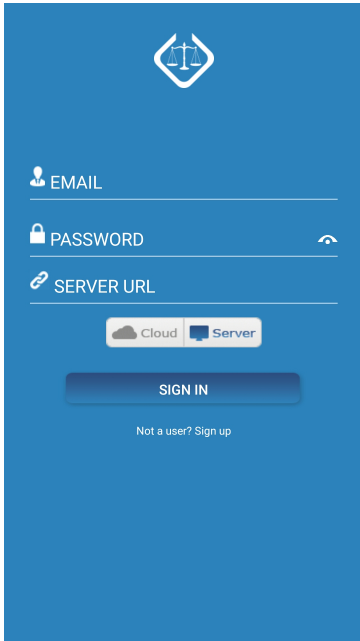 EMAIL
PASSWORD
SERVER URL
Cloud Server
SIGN IN
Not a user? Sign up